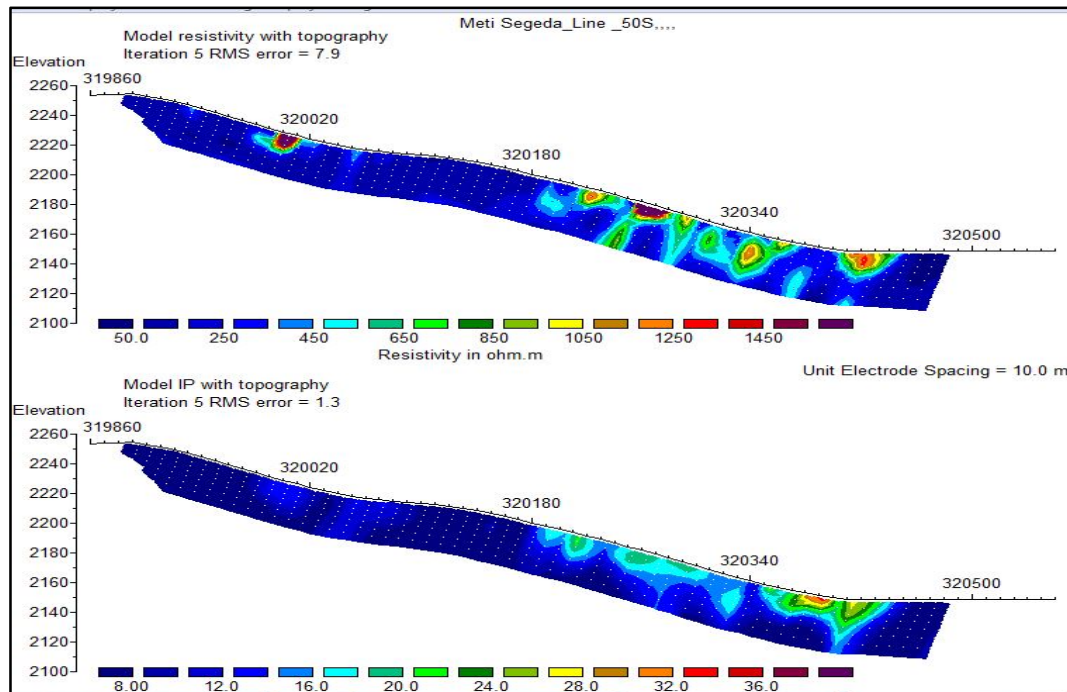 Meti Segeda_Line _50S,,,,
Model resistivity with topography
Iteration 5 RMS error = 7.9
Elevation
319860
2260
2240
320020
2220
2200
320180
2180
2160
320340
320500
2140
2120
2100
50.0 250 450 650 850 1050 1250 1450
Resistivity in ohm.m
Unit Electrode Spacing = 10.0 m
Model IP with topography
Iteration 5 RMS error = 1.3
Elevation
319860
2260
2240
320020
2220
2200
320180
2180
2160
320340
320500
2140
2120
2100
8.00 12.0 16.0 20.0 24.0 28.0 32.0 36.0